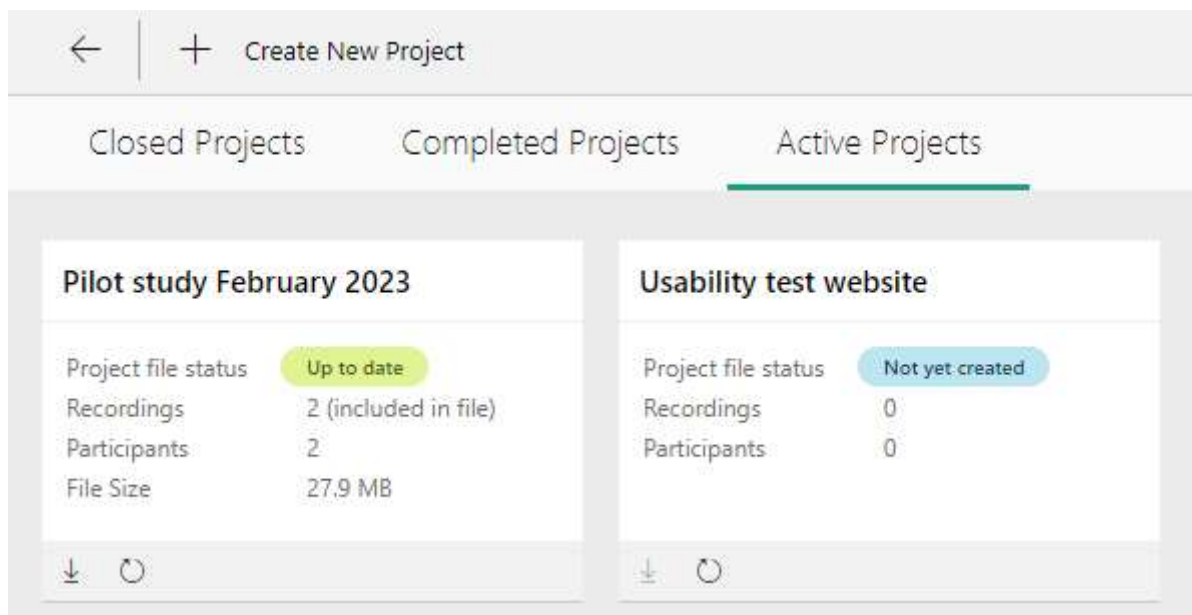 Create New Project
Closed Projects Completed Projects Active Projects
Pilot study February 2023
Project file status Up to date
Recordings 2 (included in file)
Participants 2
File Size 27.9 MB
Usability test website
Project file status Not yet created
Recordings 0
Participants 0